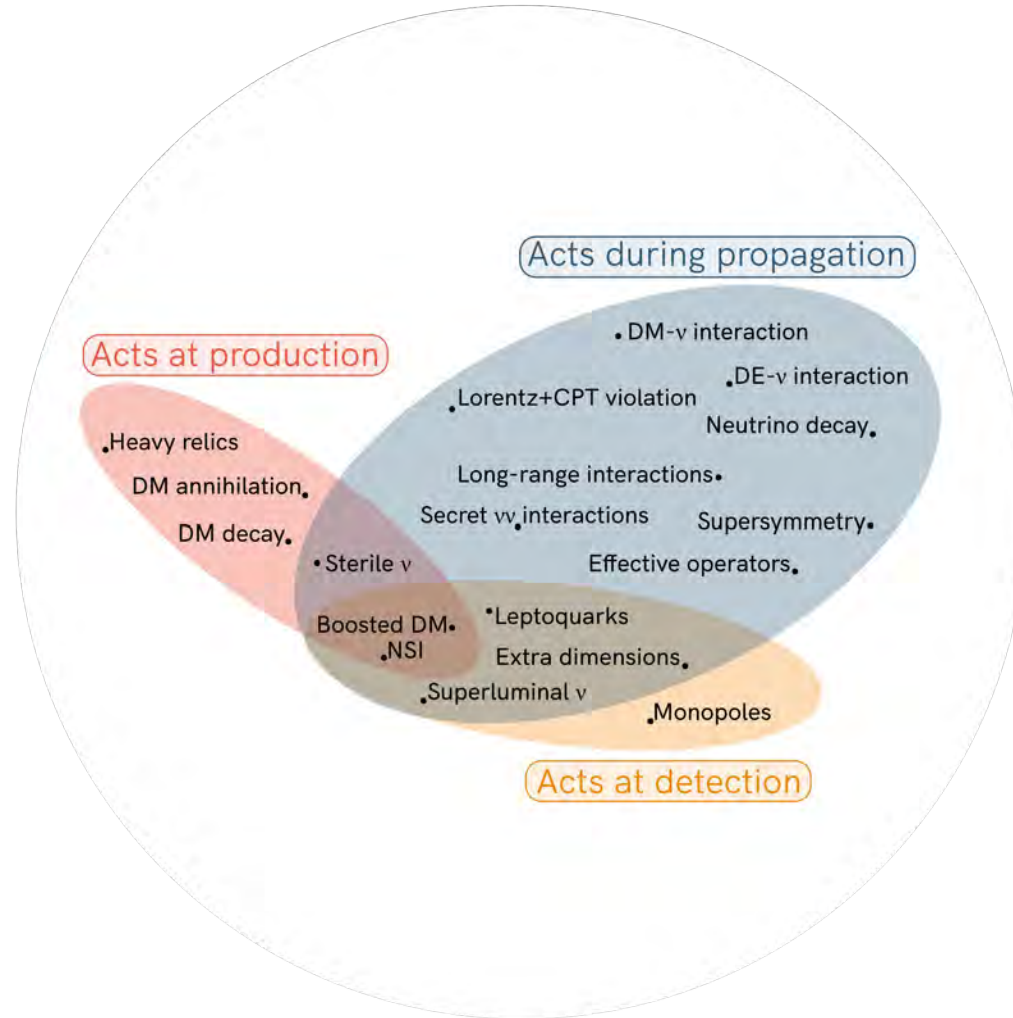 Acts during propagation
DM-ν interaction
Acts at production
DE-ν interaction
Lorentz+CPT violation
Neutrino decay
Heavy relics
Long-range interactions
DM annihilation
Secret νν interactions
Supersymmetry
DM decay
Sterile ν
Effective operators
Leptoquarks
Boosted DM
NSI
Extra dimensions
Superluminal ν
Monopoles
Acts at detection